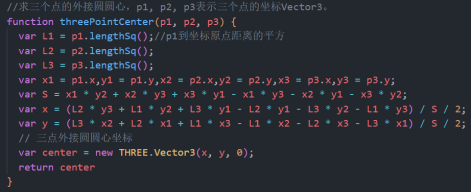 //求三个点的外接圆圆心，p1, p2, p3表示三个点的坐标Vector3。
function threePointCenter(p1, p2, p3) {
var L1 = p1.lengthSq();//p1到坐标原点距离的平方
var L2 = p2.lengthSq();
var L3 = p3.lengthSq();
var x1 = p1.x,y1 = p1.y,x2 = p2.x,y2 = p2.y,x3 = p3.x,y3 = p3.y;
var S = x1 * y2 + x2 * y3 + x3 * y1 - x1 * y3 - x2 * y1 - x3 * y2;
var x = (L2 * y3 + L1 * y2 + L3 * y1 - L2 * y1 - L3 * y2 - L1 * y3) / S / 2;
var y = (L3 * x2 + L2 * x1 + L1 * x3 - L1 * x2 - L2 * x3 - L3 * x1) / S / 2;
// 三点外接圆圆心坐标
var center = new THREE.Vector3(x, y, 0);
return center
}